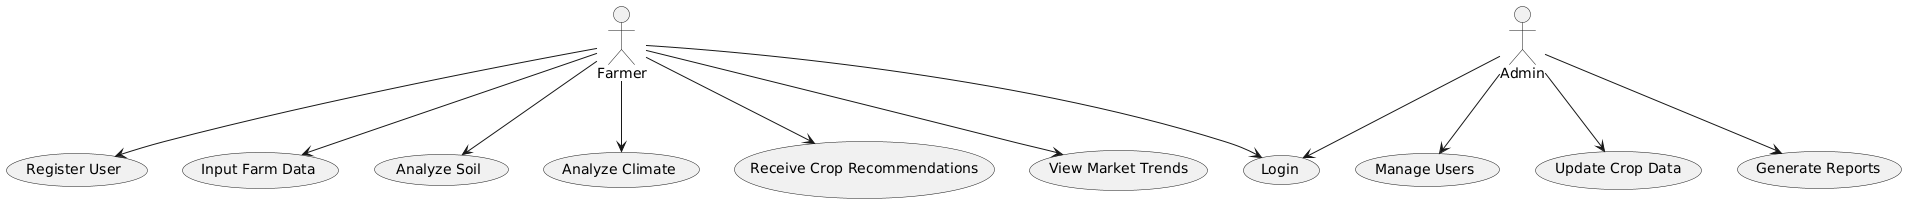 Farmer
Admin
Register User
Input Farm Data
Analyze Soil
Analyze Climate
Receive Crop Recommendations
View Market Trends
Login
Manage Users
Update Crop Data
Generate Reports